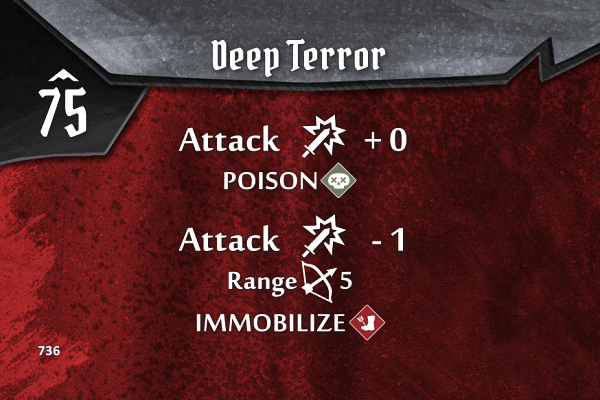 Deep Terror
75
Attack + 0
POISON
Attack - 1
Range 5
IMMOBILIZE
736